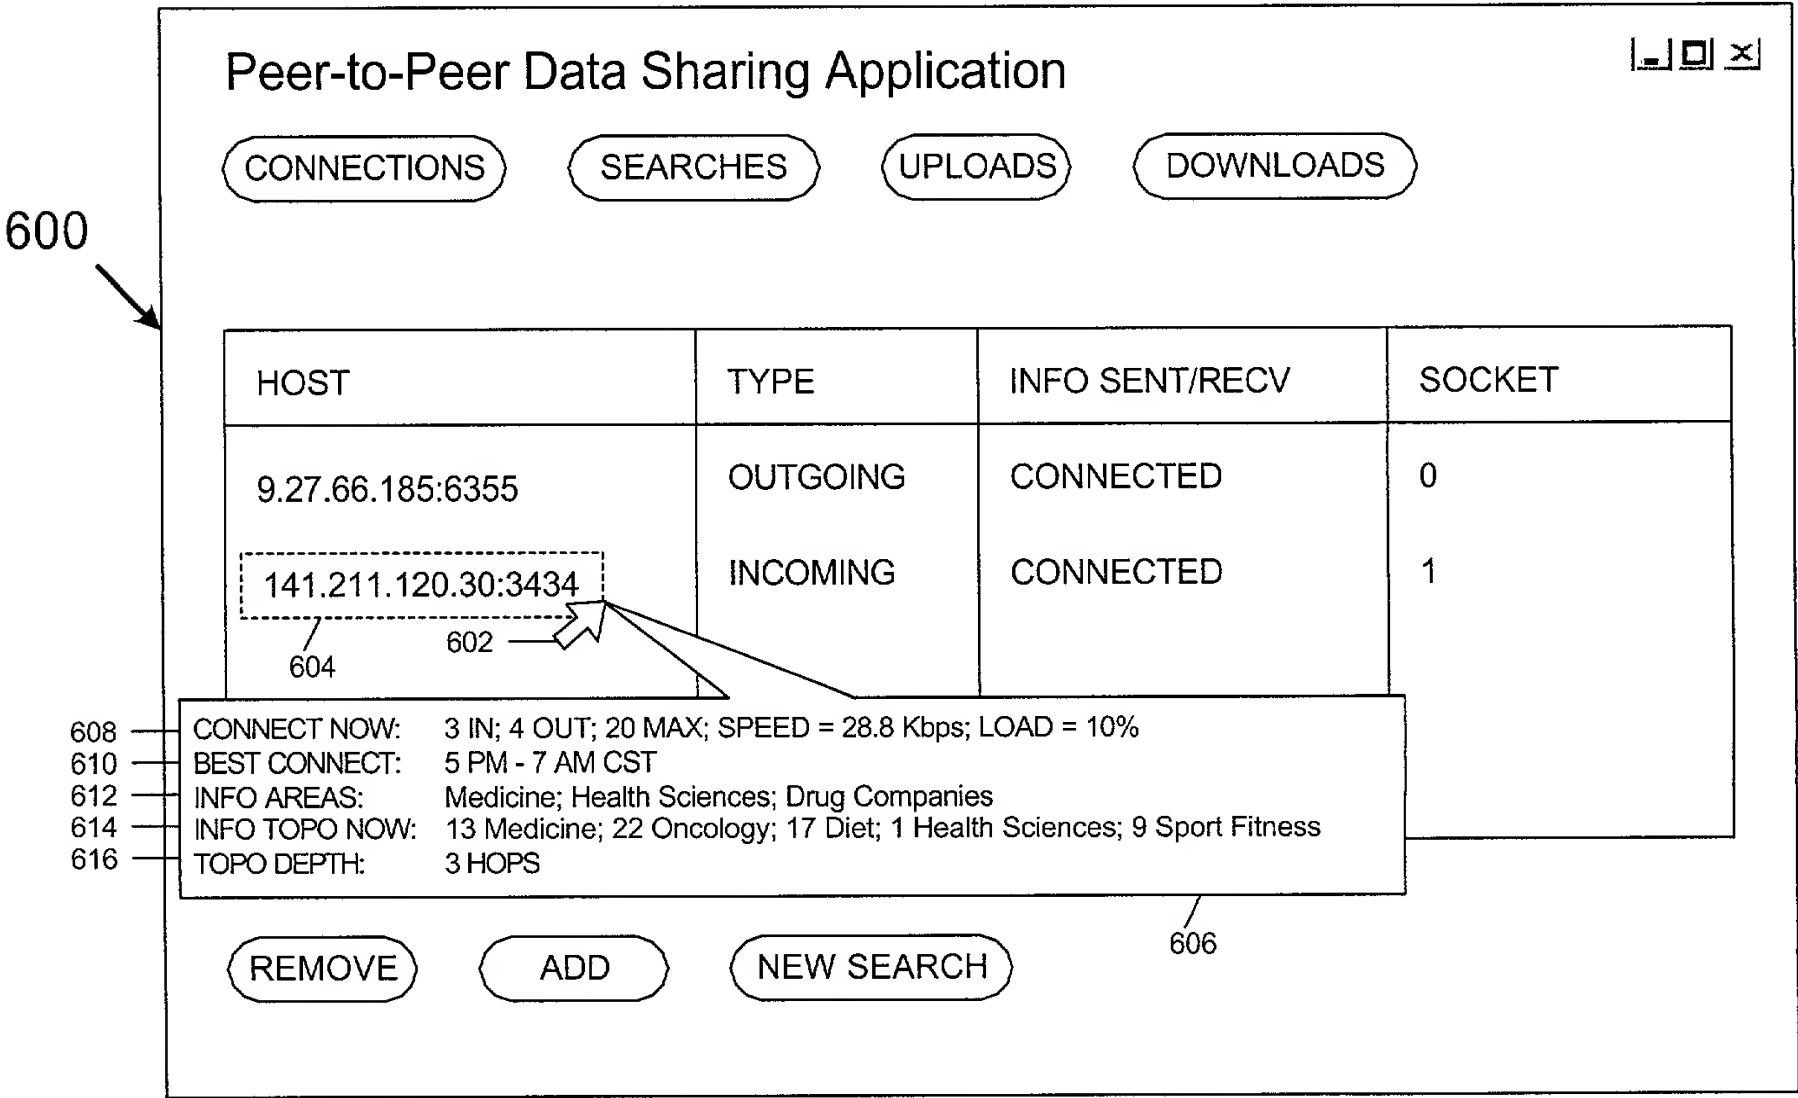 Peer-to-Peer Data Sharing Application
CONNECTIONS SEARCHES UPLOADS DOWNLOADS
600
HOST TYPE INFO SENT/RECV SOCKET
9.27.66.185:6355 OUTGOING CONNECTED 0
141.211.120.30:3434 INCOMING CONNECTED 1
602
604
608 CONNECT NOW: 3 IN; 4 OUT; 20 MAX; SPEED = 28.8 Kbps; LOAD = 10%
610 BEST CONNECT: 5 PM - 7 AM CST
612 INFO AREAS: Medicine; Health Sciences; Drug Companies
614 INFO TOPO NOW: 13 Medicine; 22 Oncology; 17 Diet; 1 Health Sciences; 9 Sport Fitness
616 TOPO DEPTH: 3 HOPS
606
REMOVE ADD NEW SEARCH